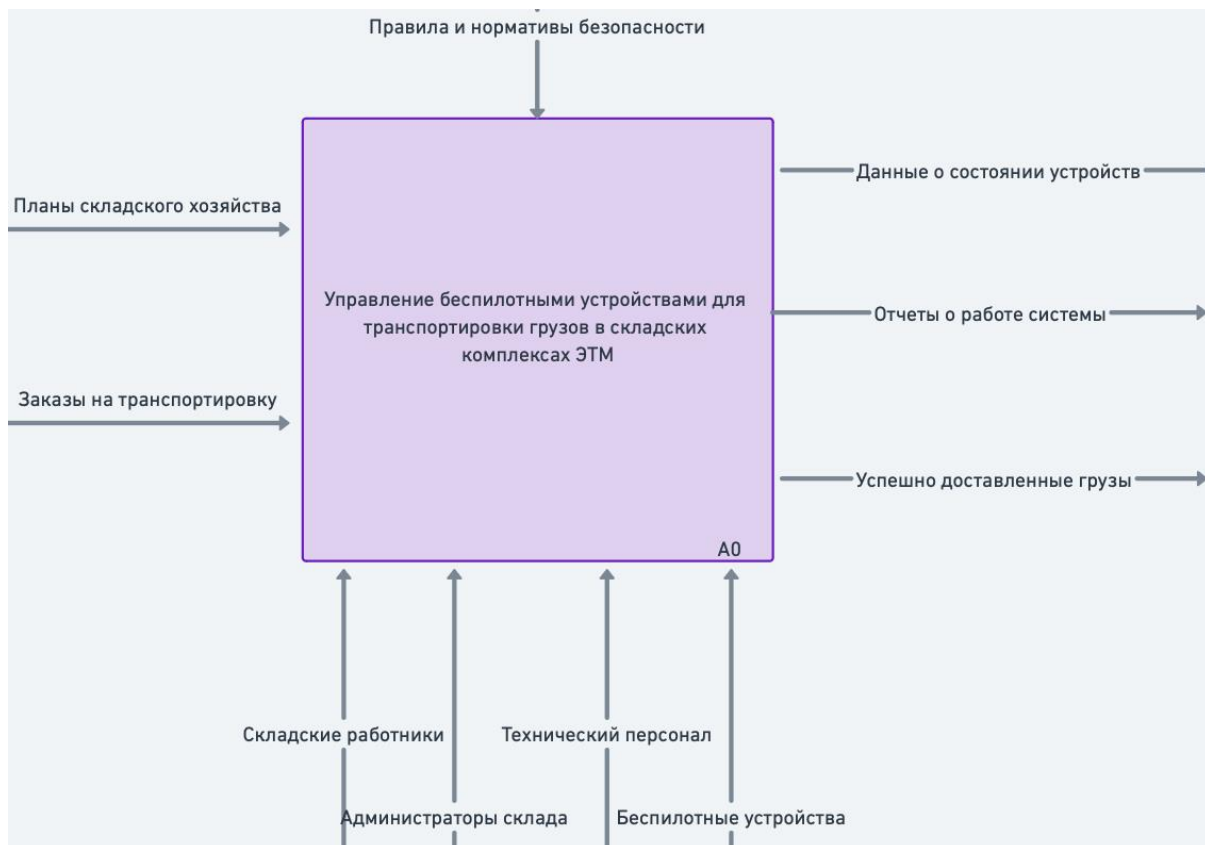 Правила и нормативы безопасности
Данные о состоянии устройств
Планы складского хозяйства
Управление беспилотными устройствами для
транспортировки грузов в складских
комплексах ЭТМ
Отчеты о работе системы
Заказы на транспортировку
Успешно доставленные грузы
A0
Складские работники
Технический персонал
Администраторы склада
Беспилотные устройства